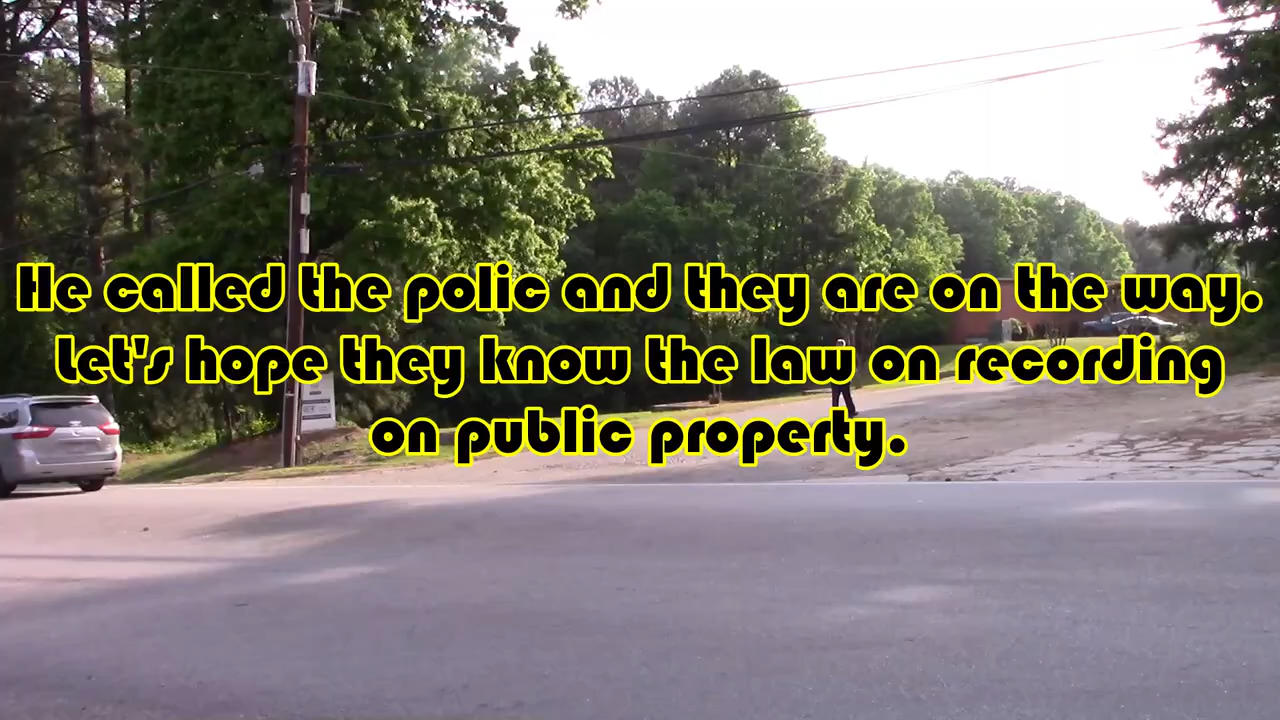 He called the polic and they are on the way.
Let's hope they know the law on recording
on public property.